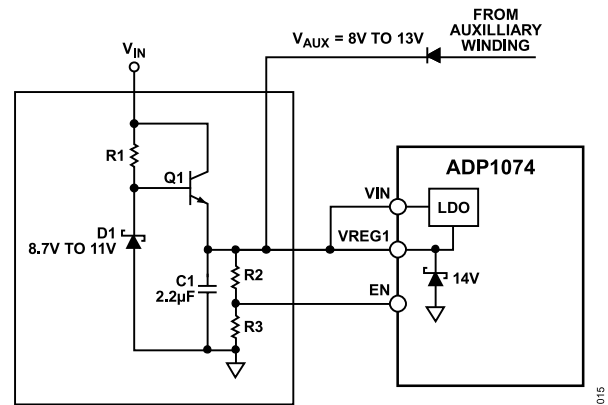 FROM
AUXILLIARY
WINDING
VAUX = 8V TO 13V
VIN
R1
Q1
D1
8.7V TO 11V
C1
2.2µF
R2
R3
ADP1074
VIN
LDO
VREG1
14V
EN
015